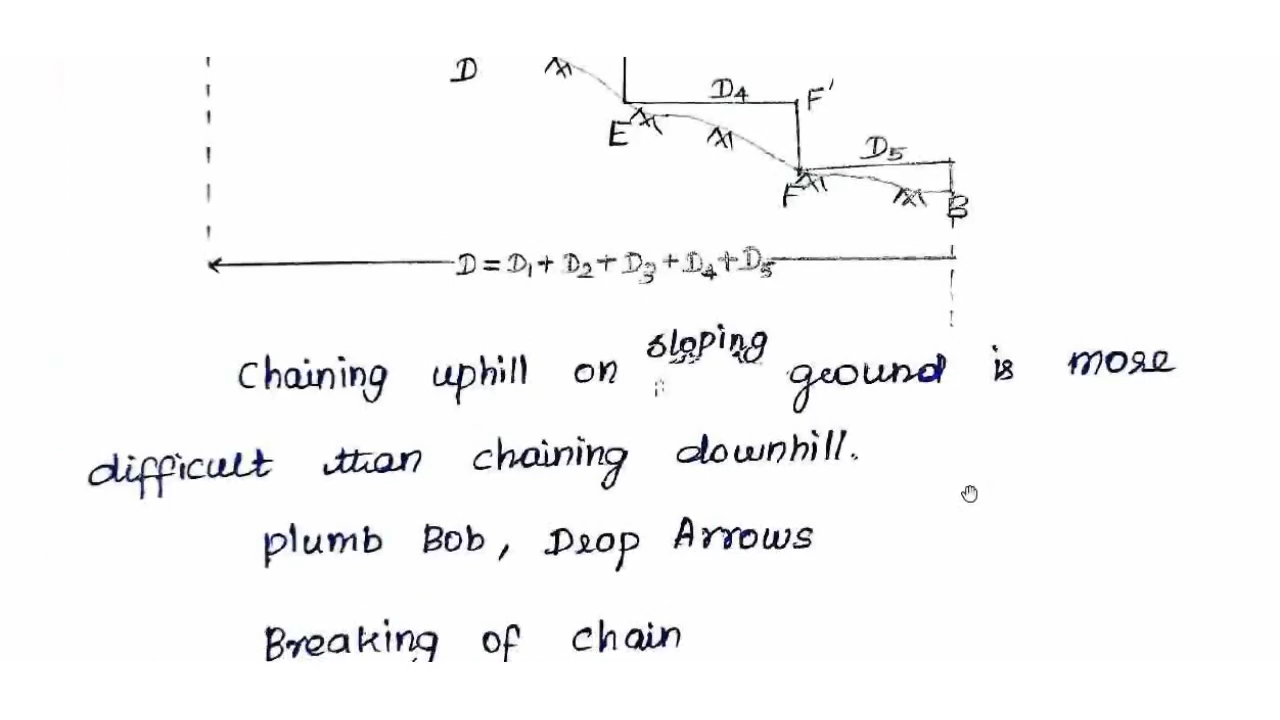 D
D4
F'
E
D5
F
B
D = D1 + D2 + D3 + D4 + D5
Chaining uphill on sloping ground is more
difficult than chaining downhill.
plumb Bob, Drop Arrows
Breaking of chain